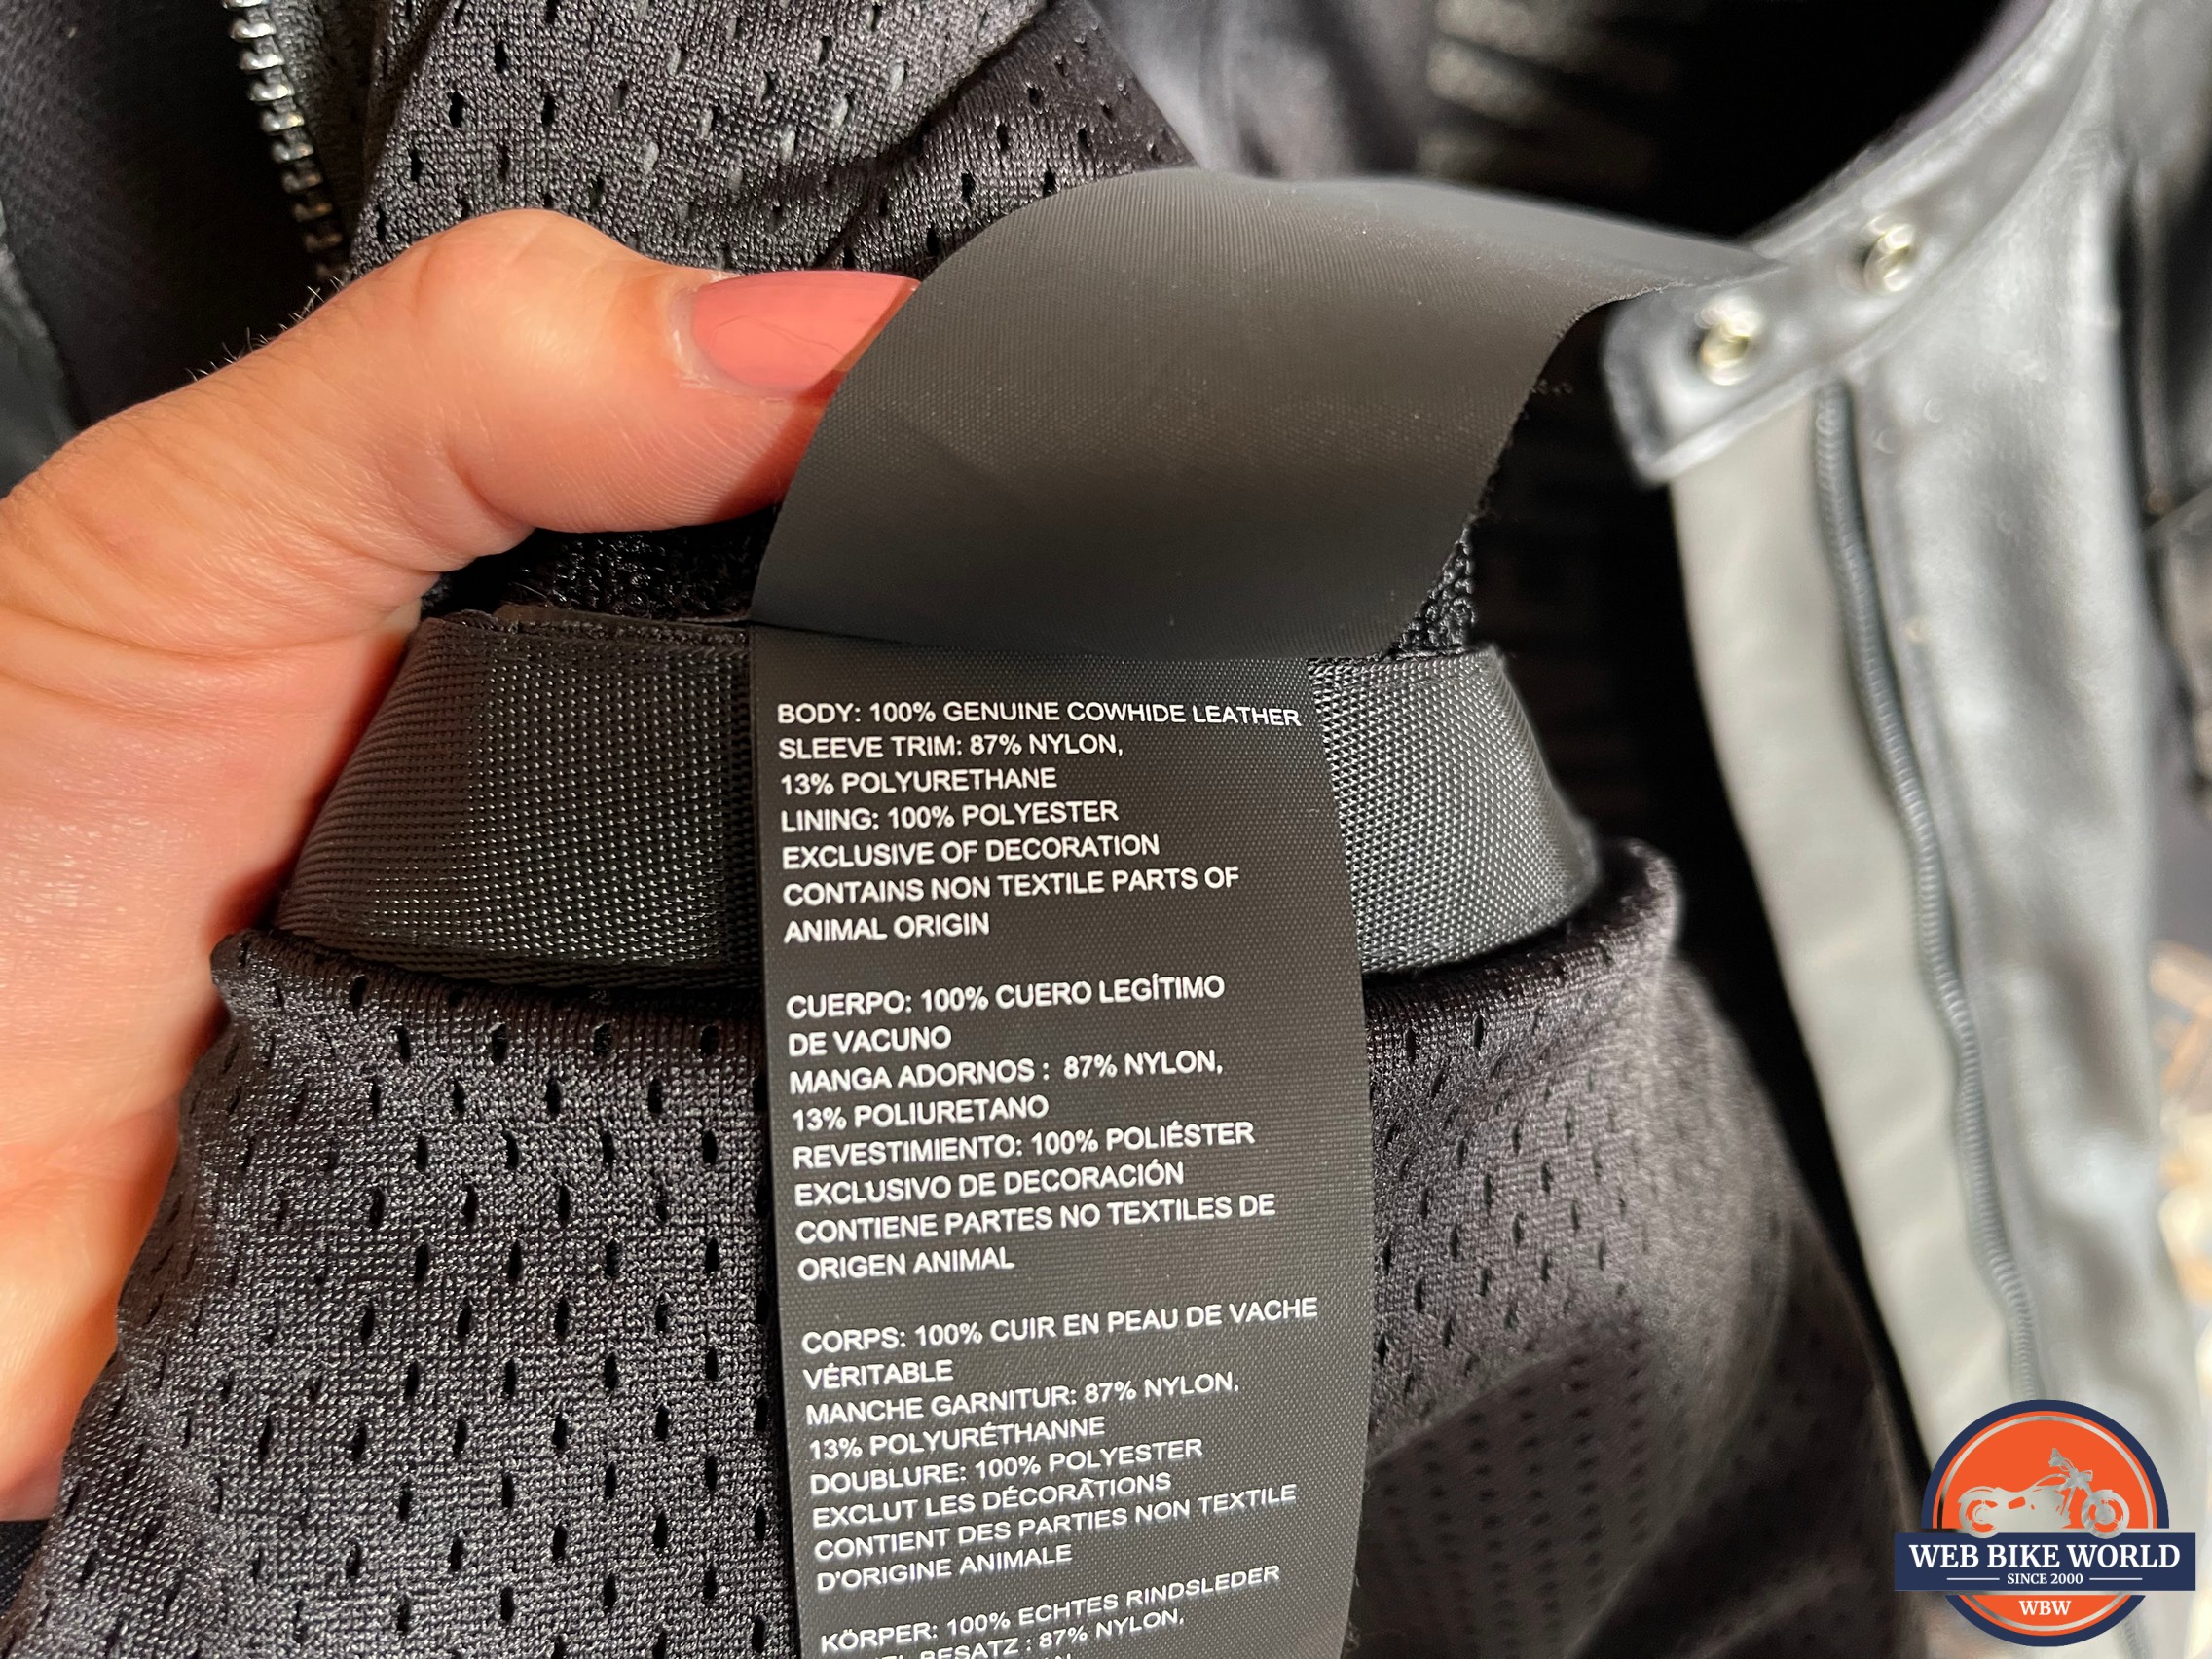 BODY: 100% GENUINE COWHIDE LEATHER
SLEEVE TRIM: 87% NYLON,
13% POLYURETHANE
LINING: 100% POLYESTER
EXCLUSIVE OF DECORATION
CONTAINS NON TEXTILE PARTS OF
ANIMAL ORIGIN
CUERPO: 100% CUERO LEGÍTIMO
DE VACUNO
MANGA ADORNOS : 87% NYLON,
13% POLIURETANO
REVESTIMIENTO: 100% POLIÉSTER
EXCLUSIVO DE DECORACIÓN
CONTIENE PARTES NO TEXTILES DE
ORIGEN ANIMAL
CORPS: 100% CUIR EN PEAU DE VACHE
VÉRITABLE
MANCHE GARNITUR: 87% NYLON,
13% POLYURÉTHANNE
DOUBLURE: 100% POLYESTER
EXCLUT LES DÉCORÃTIONS
CONTIENT DES PARTIES NON TEXTILE
D'ORIGINE ANIMALE
KÖRPER: 100% ECHTES RINDSLEDER
BESATZ : 87% NYLON,
WEB BIKE WORLD
SINCE 2000
WBW